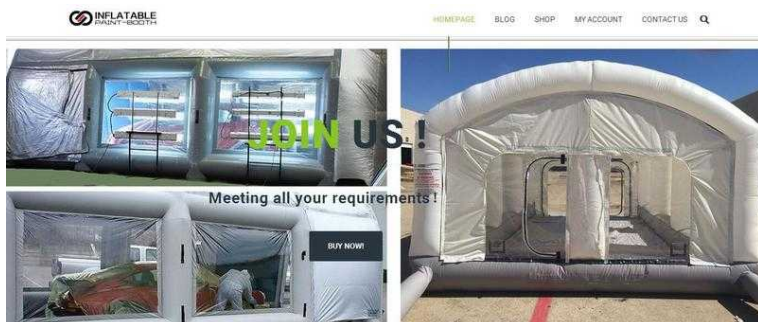 INFLATABLE
PAINT-BOOTH
HOMEPAGE BLOG SHOP MY ACCOUNT CONTACT US
JOIN US !
Meeting all your requirements !
BUY NOW!